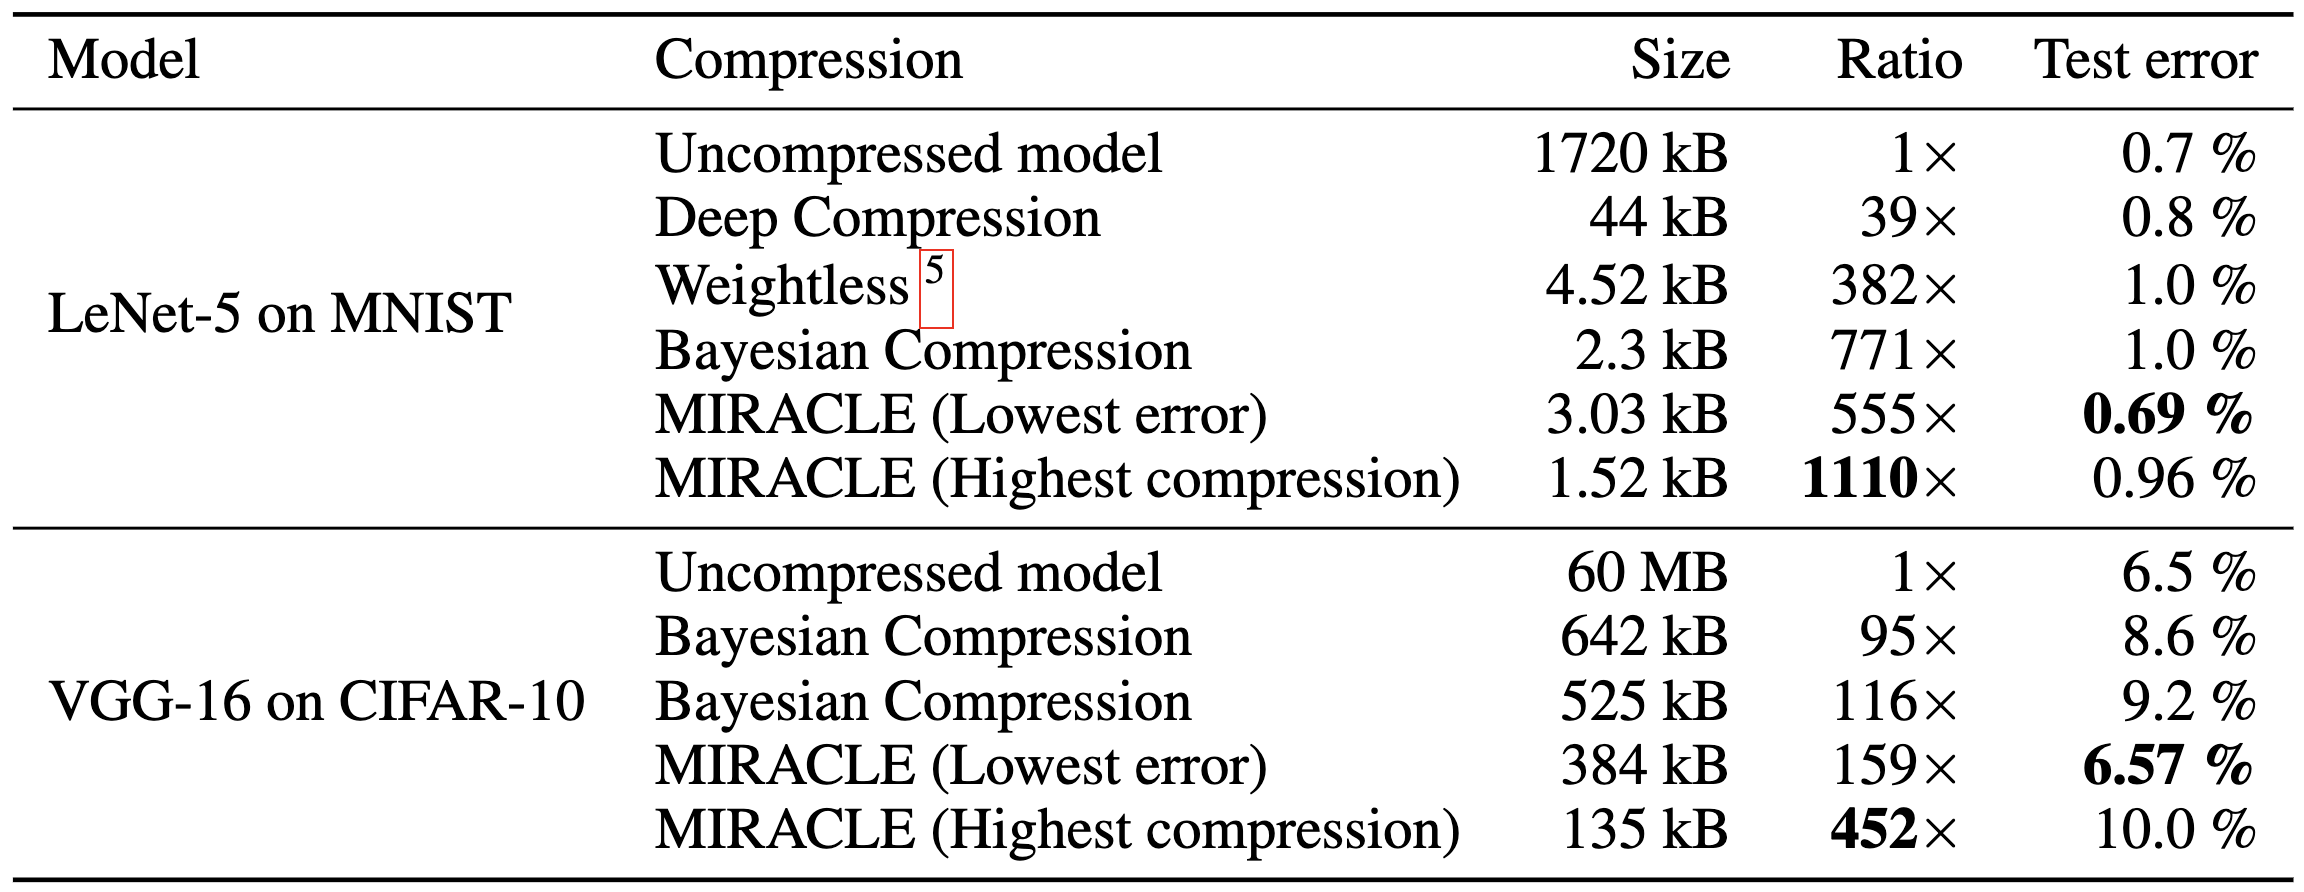 Model Compression Size Ratio Test error
Uncompressed model 1720 kB 1× 0.7 %
Deep Compression 44 kB 39× 0.8 %
Weightless 5 4.52 kB 382× 1.0 %
LeNet-5 on MNIST
Bayesian Compression 2.3 kB 771× 1.0 %
MIRACLE (Lowest error) 3.03 kB 555× 0.69 %
MIRACLE (Highest compression) 1.52 kB 1110× 0.96 %
Uncompressed model 60 MB 1× 6.5 %
Bayesian Compression 642 kB 95× 8.6 %
VGG-16 on CIFAR-10 Bayesian Compression 525 kB 116× 9.2 %
MIRACLE (Lowest error) 384 kB 159× 6.57 %
MIRACLE (Highest compression) 135 kB 452× 10.0 %